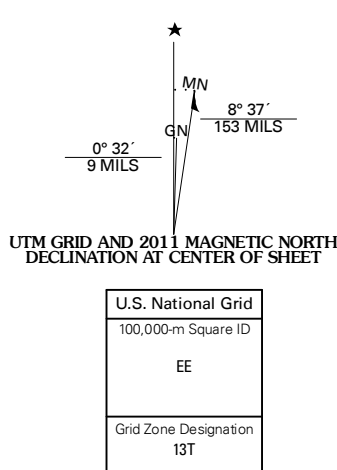 ★
MN
GN
8° 37´
153 MILS
0° 32´
9 MILS
UTM GRID AND 2011 MAGNETIC NORTH
DECLINATION AT CENTER OF SHEET
U.S. National Grid
100,000-m Square ID
EE
Grid Zone Designation
13T